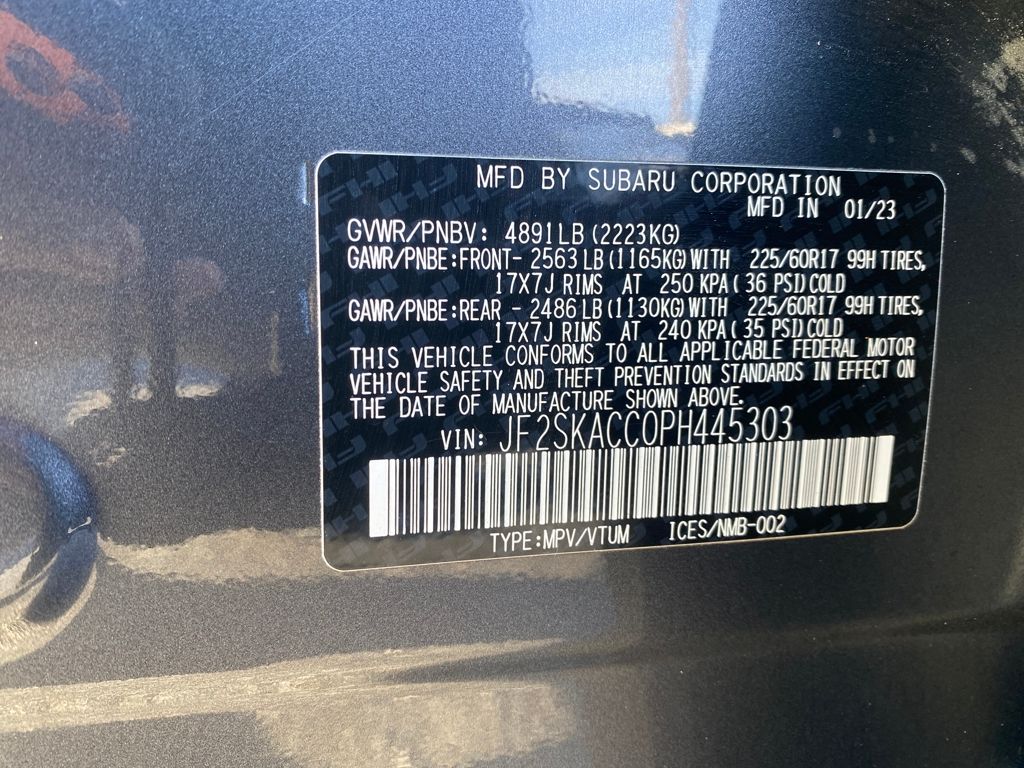 MFD BY SUBARU CORPORATION
MFD IN 01/23
GVWR/PNBV: 4891LB (2223KG)
GAWR/PNBE:FRONT- 2563 LB (1165KG) WITH 225/60R17 99H TIRES,
17X7J RIMS AT 250 KPA ( 36 PSI) COLD
GAWR/PNBE:REAR - 2486 LB (1130KG) WITH 225/60R17 99H TIRES,
17X7J RIMS AT 240 KPA ( 35 PSI) COLD
THIS VEHICLE CONFORMS TO ALL APPLICABLE FEDERAL MOTOR
VEHICLE SAFETY AND THEFT PREVENTION STANDARDS IN EFFECT ON
THE DATE OF MANUFACTURE SHOWN ABOVE.
VIN: JF2SKACC0PH445303
TYPE:MPV/VTUM ICES/NMB-002